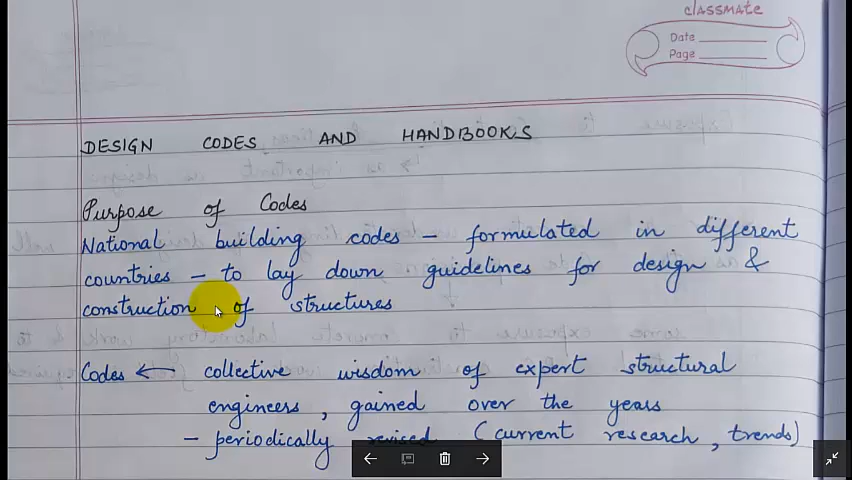 classmate
Date
Page
DESIGN CODES AND HANDBOOKS
Purpose of Codes
National building codes – formulated in different
countries – to lay down guidelines for design &
construction of structures
Codes ← collective wisdom of expert structural
engineers, gained over the years
– periodically revised (current research, trends)